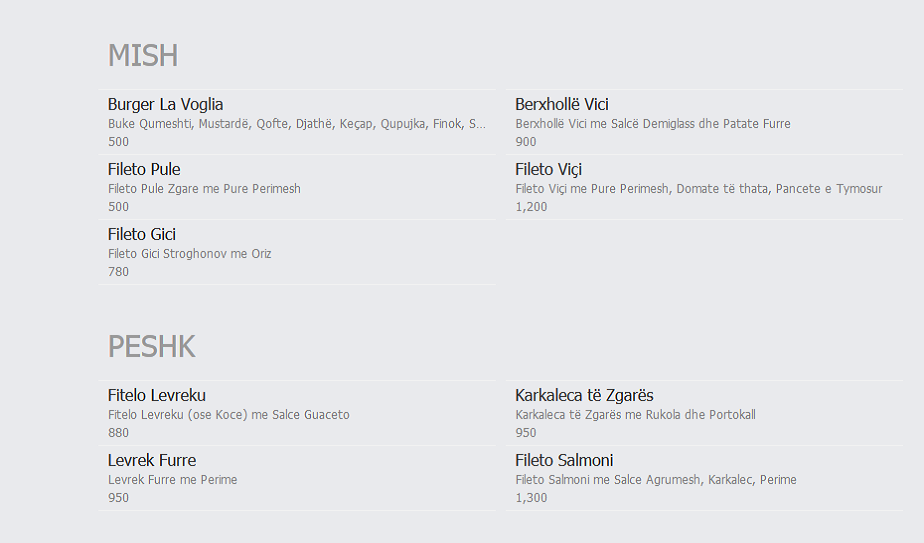 MISH
Burger La Voglia
Buke Qumeshti, Mustardë, Qofte, Djathë, Keçap, Qupujka, Finok, S...
500
Berxhollë Vici
Berxhollë Vici me Salcë Demiglass dhe Patate Furre
900
Fileto Pule
Fileto Pule Zgare me Pure Perimesh
500
Fileto Viçi
Fileto Viçi me Pure Perimesh, Domate të thata, Pancete e Tymosur
1,200
Fileto Gici
Fileto Gici Stroghonov me Oriz
780
PESHK
Fitelo Levreku
Fitelo Levreku (ose Koce) me Salce Guaceto
880
Karkaleca të Zgarës
Karkaleca të Zgarës me Rukola dhe Portokall
950
Levrek Furre
Levrek Furre me Perime
950
Fileto Salmoni
Fileto Salmoni me Salce Agrumesh, Karkalec, Perime
1,300